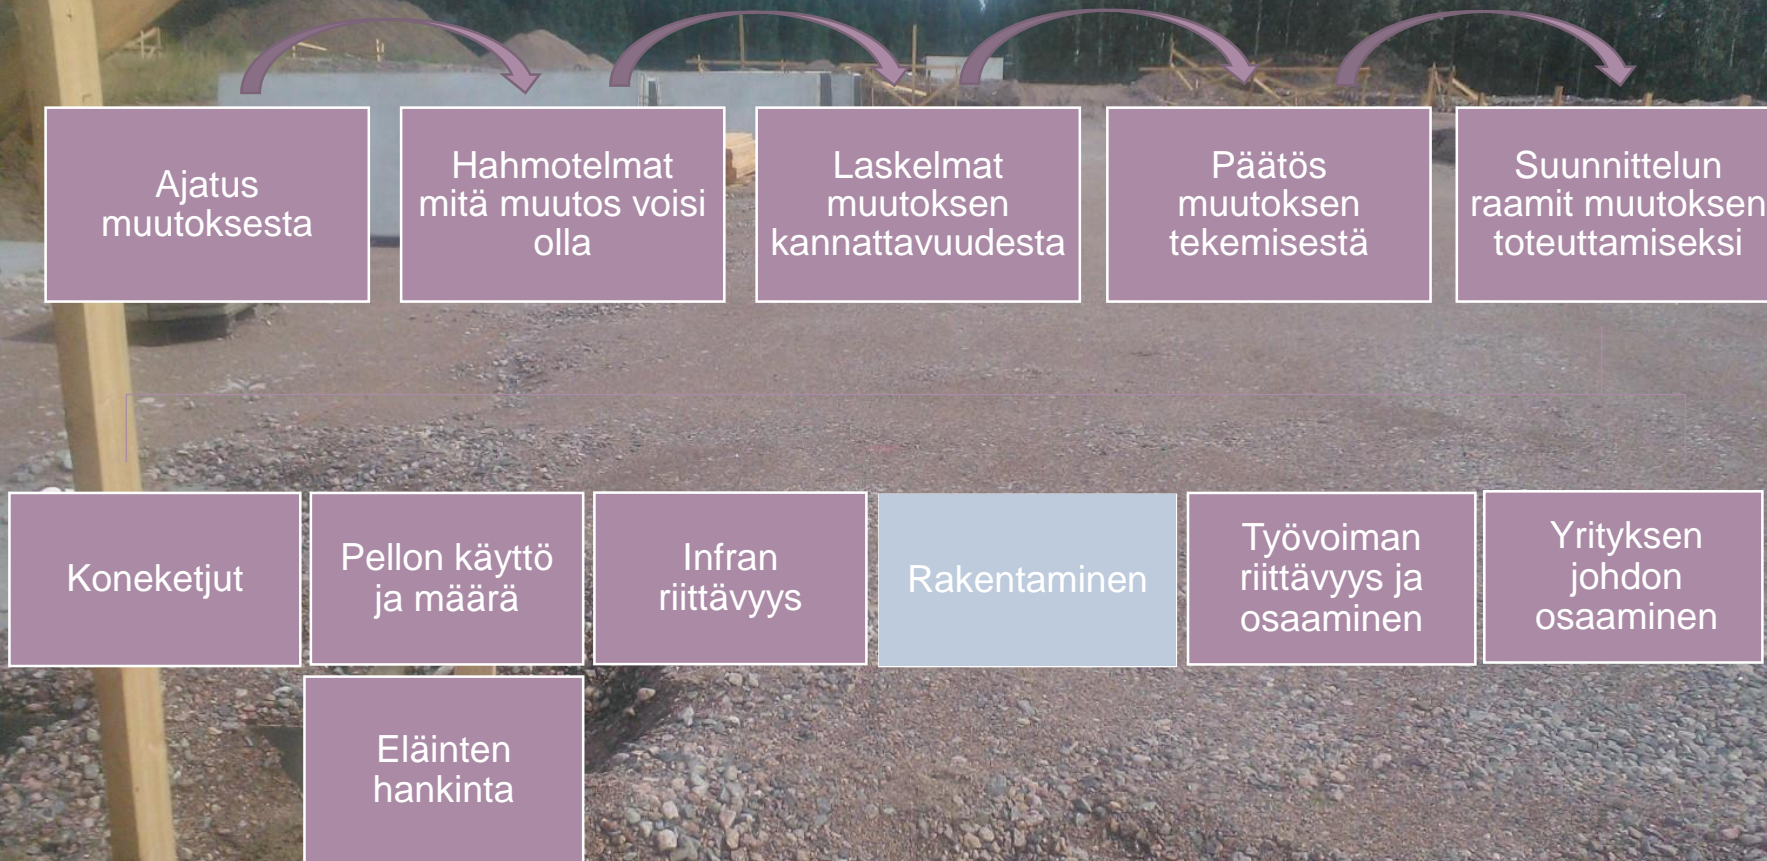 Ajatus
muutoksesta
Hahmotelmat
mitä muutos voisi
olla
Laskelmat
muutoksen
kannattavuudesta
Päätös
muutoksen
tekemisestä
Suunnittelun
raamit muutoksen
toteuttamiseksi
Koneketjut
Pellon käyttö
ja määrä
Infran
riittävyys
Rakentaminen
Työvoiman
riittävyys ja
osaaminen
Yrityksen
johdon
osaaminen
Eläinten
hankinta